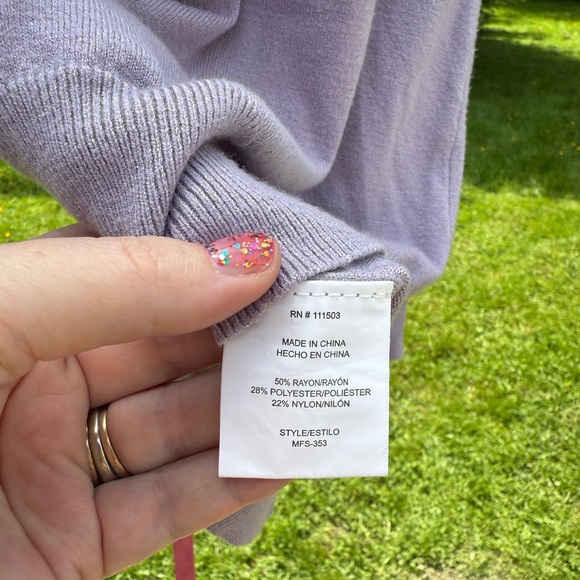 RN # 111503
MADE IN CHINA
HECHO EN CHINA
50% RAYON/RAYÓN
28% POLYESTER/POLIÉSTER
22% NYLON/NILÓN
STYLE/ESTILO
MFS-353